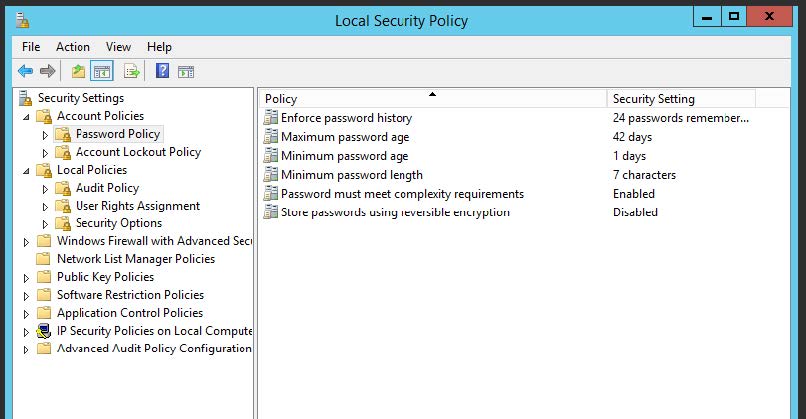 Local Security Policy
File Action View Help
Security Settings
Account Policies
Password Policy
Account Lockout Policy
Local Policies
Audit Policy
User Rights Assignment
Security Options
Windows Firewall with Advanced Secu
Network List Manager Policies
Public Key Policies
Software Restriction Policies
Application Control Policies
IP Security Policies on Local Compute
Advanced Audit Policy Configuration
Policy Security Setting
Enforce password history 24 passwords remember...
Maximum password age 42 days
Minimum password age 1 days
Minimum password length 7 characters
Password must meet complexity requirements Enabled
Store passwords using reversible encryption Disabled